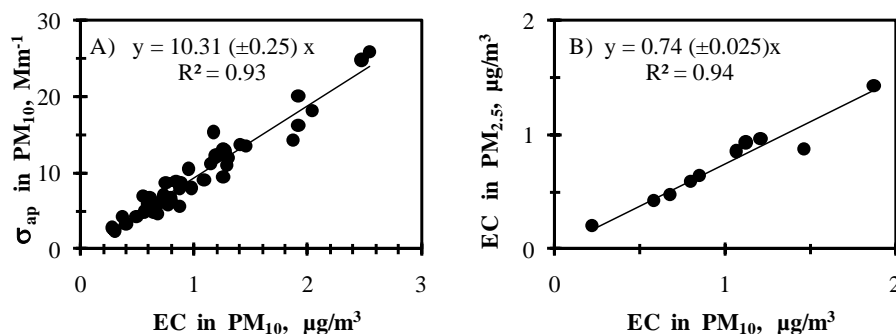 A) y = 10.31 (±0.25) x
R² = 0.93
σap in PM10, Mm-1
30
20
10
0
0 1 2 3
EC in PM10, µg/m³
B) y = 0.74 (±0.025)x
R² = 0.94
EC in PM2.5, µg/m³
2
1
0
0 1 2
EC in PM10, µg/m³